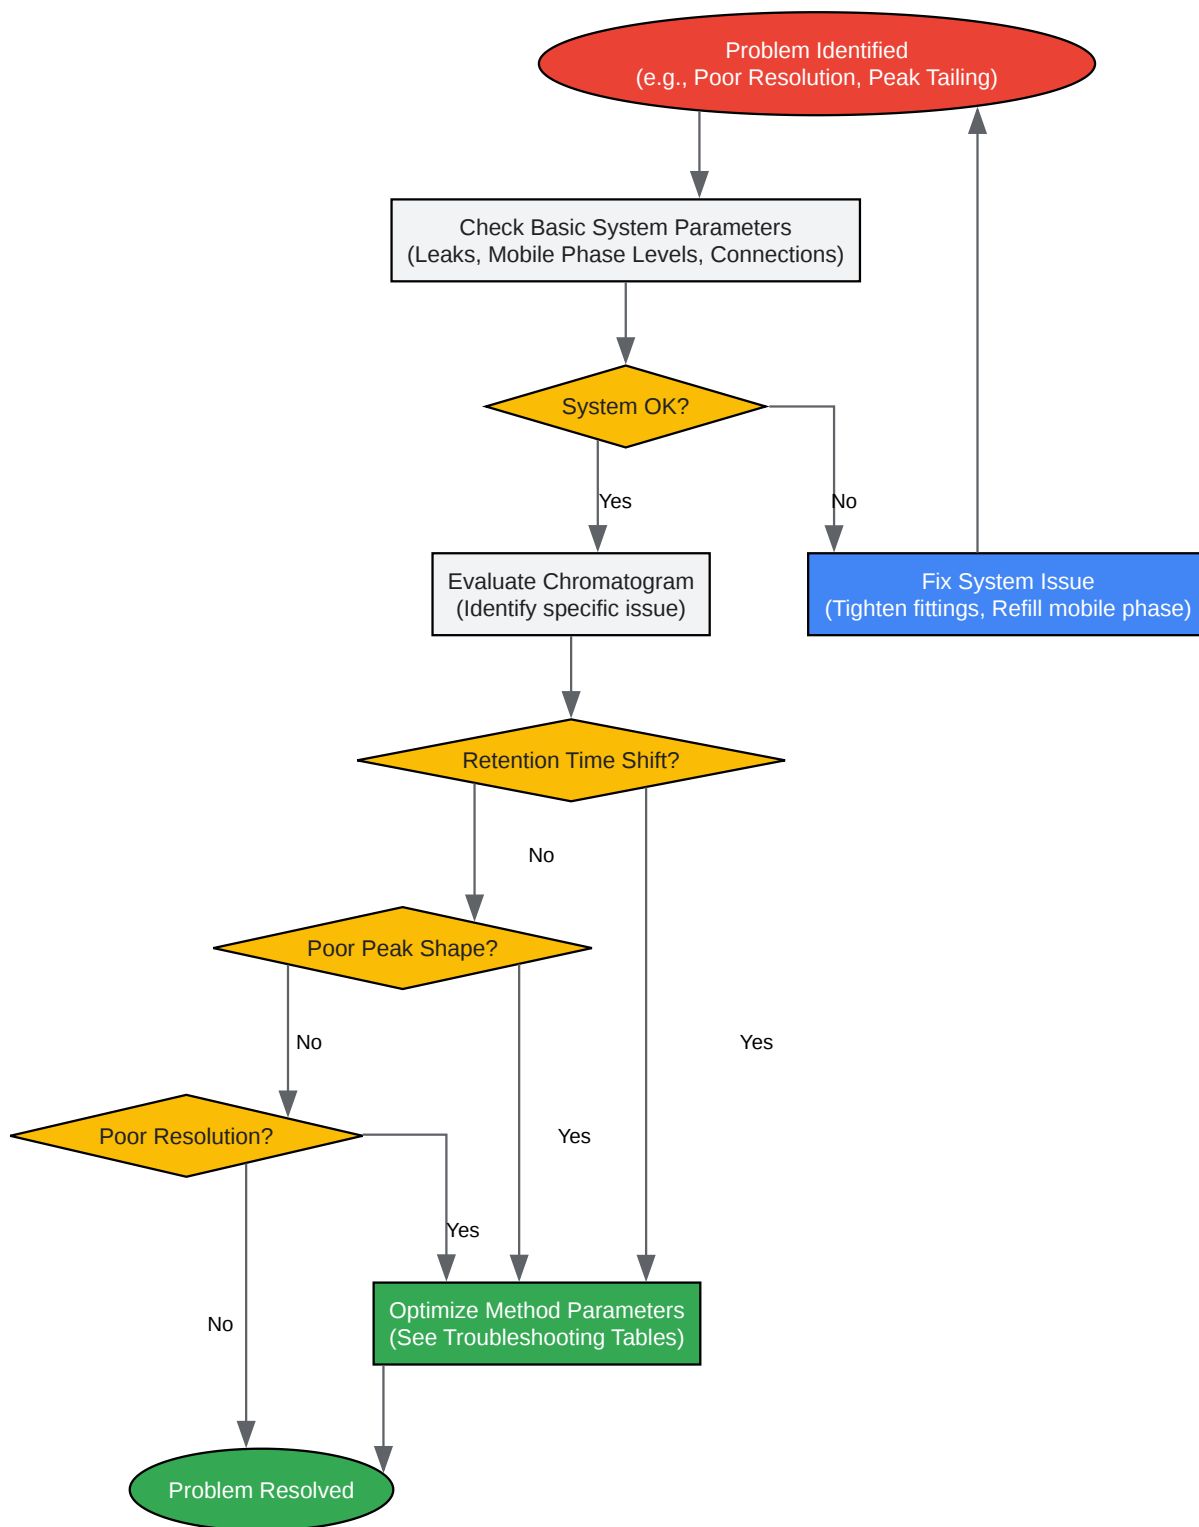 Problem Identified
(e.g., Poor Resolution, Peak Tailing)
Check Basic System Parameters
(Leaks, Mobile Phase Levels, Connections)
System OK?
Yes
No
Evaluate Chromatogram
(Identify specific issue)
Fix System Issue
(Tighten fittings, Refill mobile phase)
Retention Time Shift?
No
Poor Peak Shape?
No
Yes
Poor Resolution?
Yes
Yes
No
Optimize Method Parameters
(See Troubleshooting Tables)
Problem Resolved